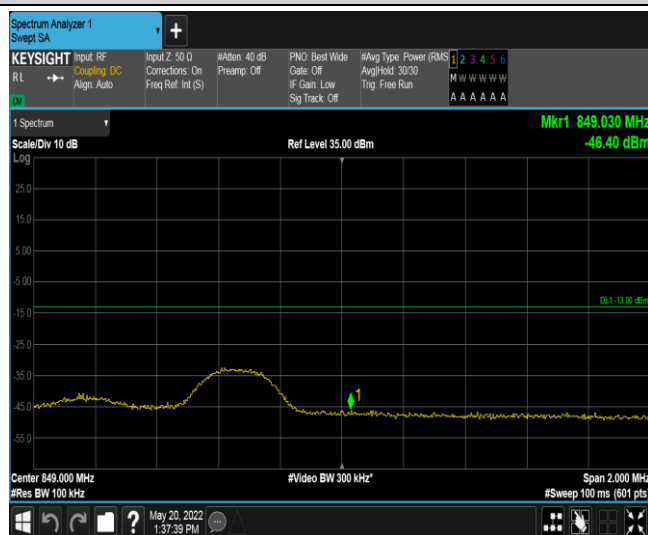 Spectrum Analyzer 1
Swept SA
+
KEYSIGHT Input: RF Input Z: 50 Ω #Atten: 40 dB PNO: Best Wide #Avg Type: Power (RMS 1 2 3 4 5 6
RL Coupling: DC Corrections: On Preamp: Off Gate: Off Avg|Hold: 30/30 M W W W W W
Align: Auto Freq Ref: Int (S) IF Gain: Low Trig: Free Run
Sig Track: Off A A A A A A
LXI
1 Spectrum Mkr1 849.030 MHz
Scale/Div 10 dB Ref Level 35.00 dBm -46.40 dBm
Log
25.0
15.0
5.00
-5.00
DL1 -13.00 dBm
-15.0
-25.0
-35.0
1
-45.0
-55.0
Center 849.000 MHz #Video BW 300 kHz* Span 2.000 MHz
#Res BW 100 kHz #Sweep 100 ms (601 pts)
? May 20, 2022
1:37:39 PM